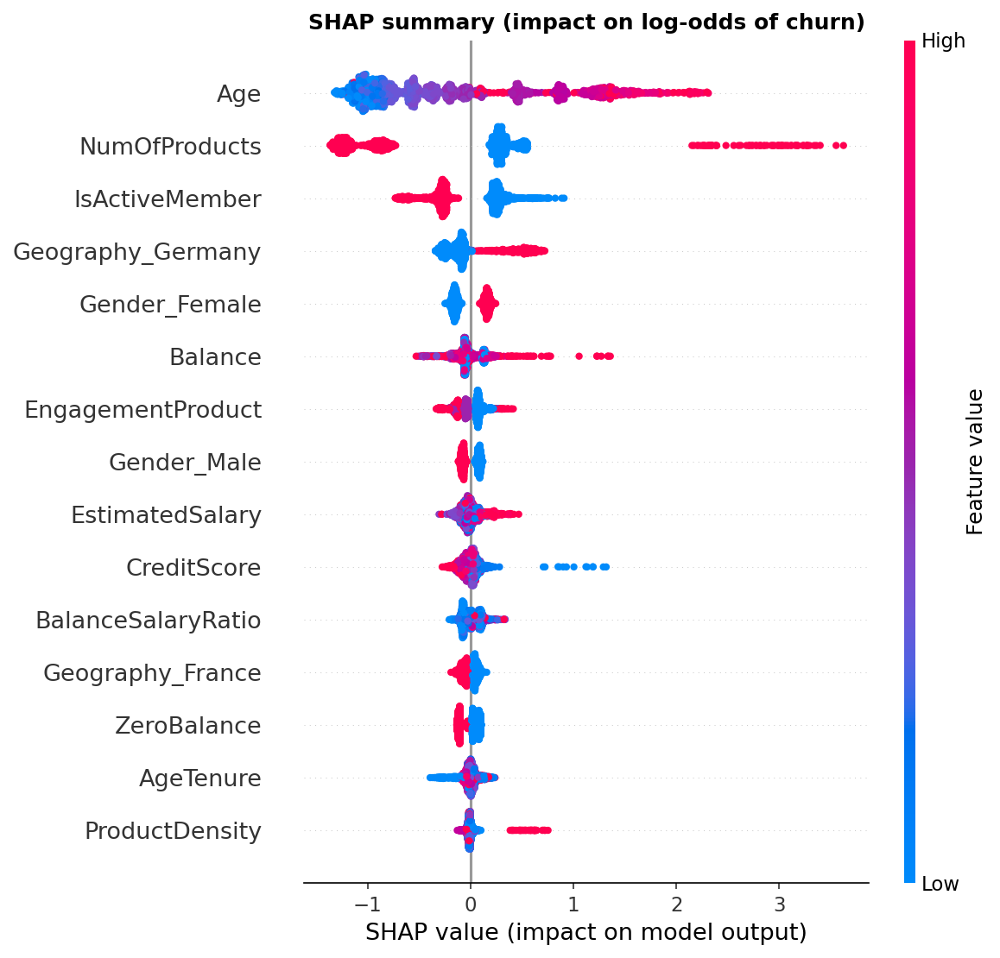 SHAP summary (impact on log-odds of churn)
High
Age
NumOfProducts
IsActiveMember
Geography_Germany
Gender_Female
Balance
EngagementProduct
Gender_Male
EstimatedSalary
CreditScore
BalanceSalaryRatio
Geography_France
ZeroBalance
AgeTenure
ProductDensity
Feature value
Low
−1 0 1 2 3
SHAP value (impact on model output)